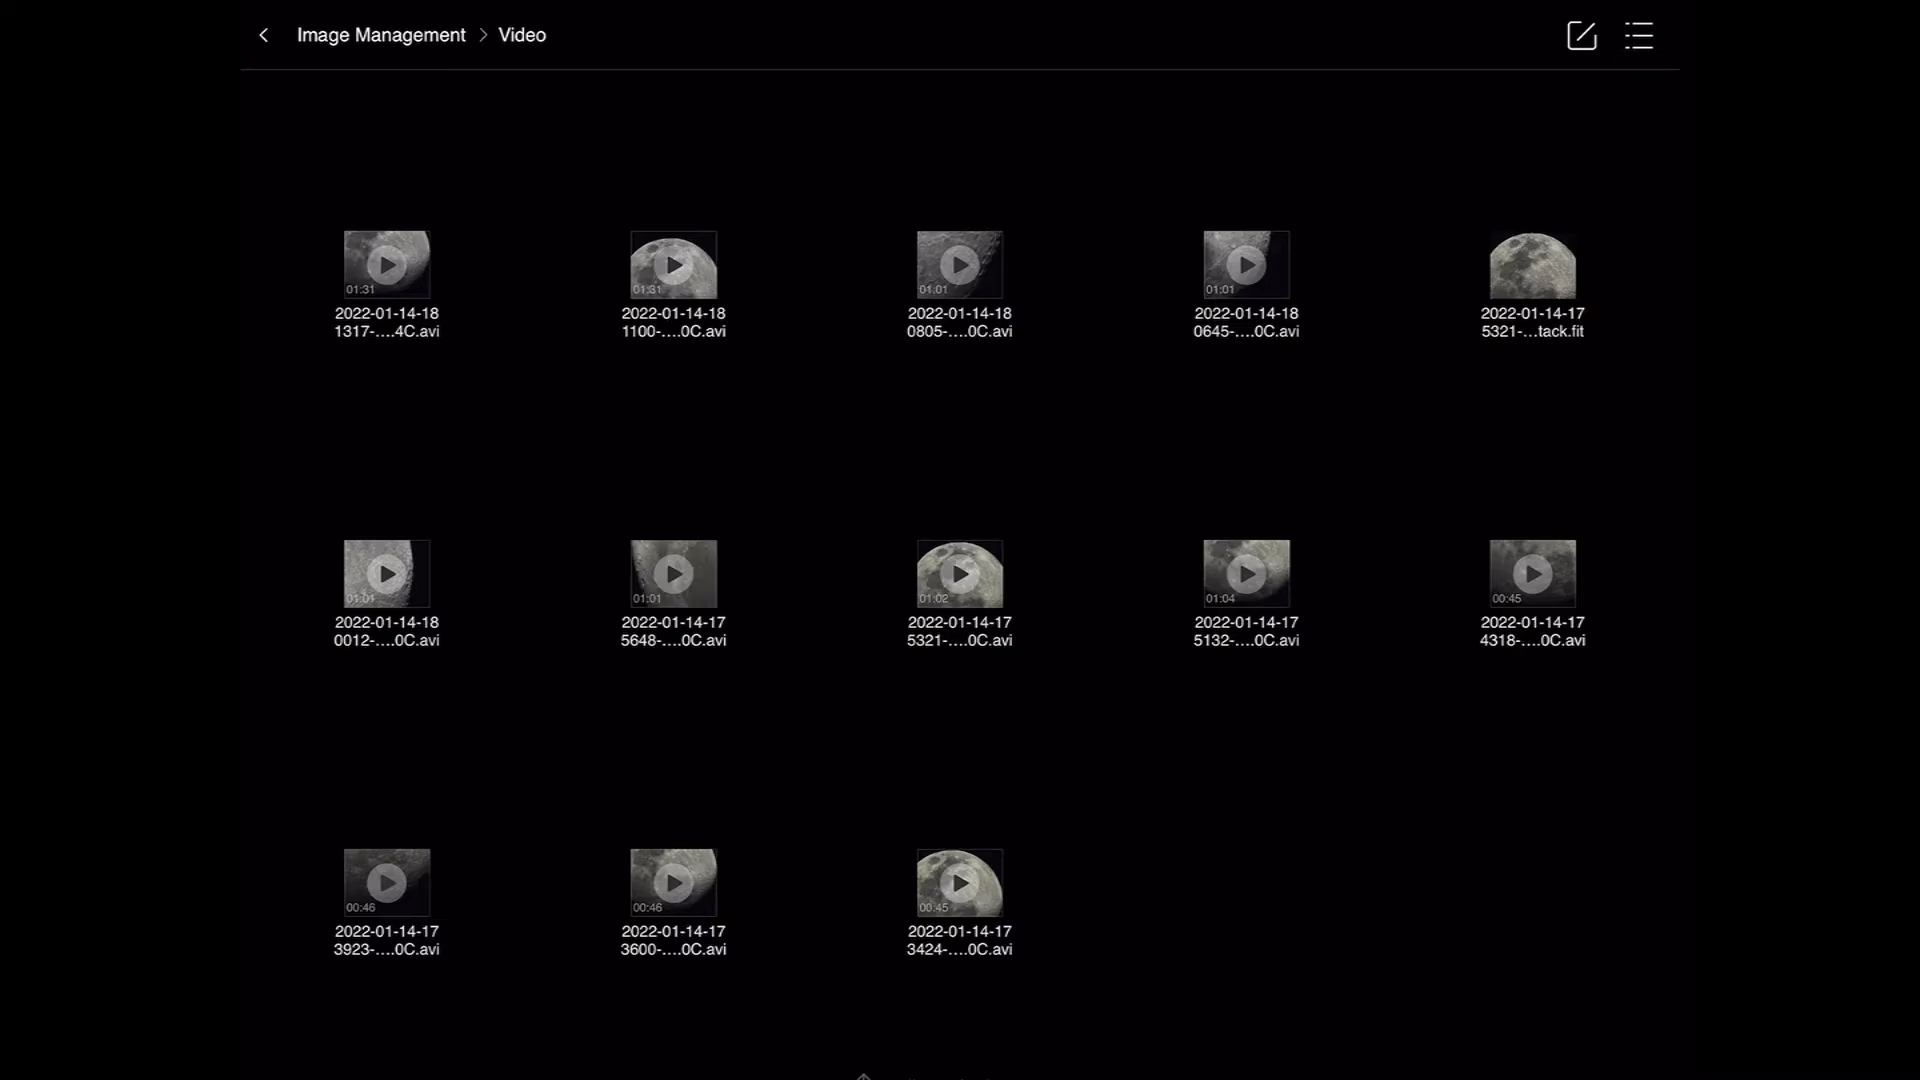 Image Management > Video
01:31
01:31
01:01
01:01
2022-01-14-18
1317-....4C.avi
2022-01-14-18
1100-....0C.avi
2022-01-14-18
0805-....0C.avi
2022-01-14-18
0645-....0C.avi
2022-01-14-17
5321-...tack.fit
01:01
01:01
01:02
01:04
00:45
2022-01-14-18
0012-....0C.avi
2022-01-14-17
5648-....0C.avi
2022-01-14-17
5321-....0C.avi
2022-01-14-17
5132-....0C.avi
2022-01-14-17
4318-....0C.avi
00:46
00:46
00:45
2022-01-14-17
3923-....0C.avi
2022-01-14-17
3600-....0C.avi
2022-01-14-17
3424-....0C.avi